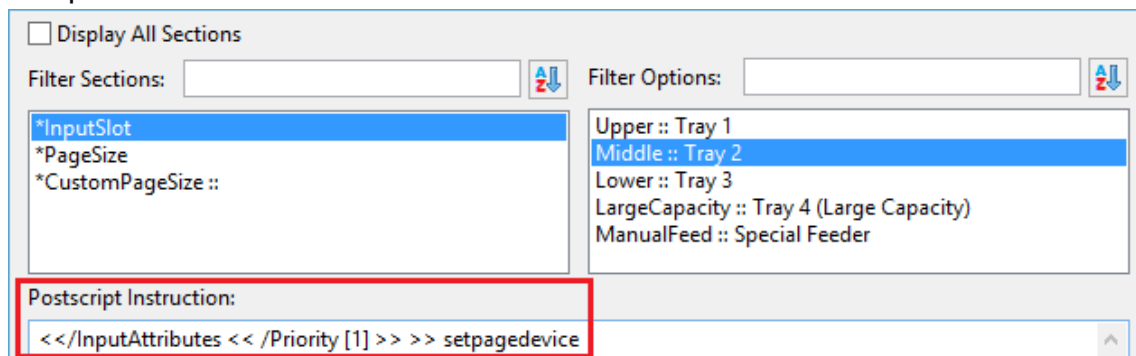 Display All Sections
Filter Sections:
Filter Options:
*InputSlot
*PageSize
*CustomPageSize ::
Upper :: Tray 1
Middle :: Tray 2
Lower :: Tray 3
LargeCapacity :: Tray 4 (Large Capacity)
ManualFeed :: Special Feeder
Postscript Instruction:
<</InputAttributes << /Priority [1] >> >> setpagedevice